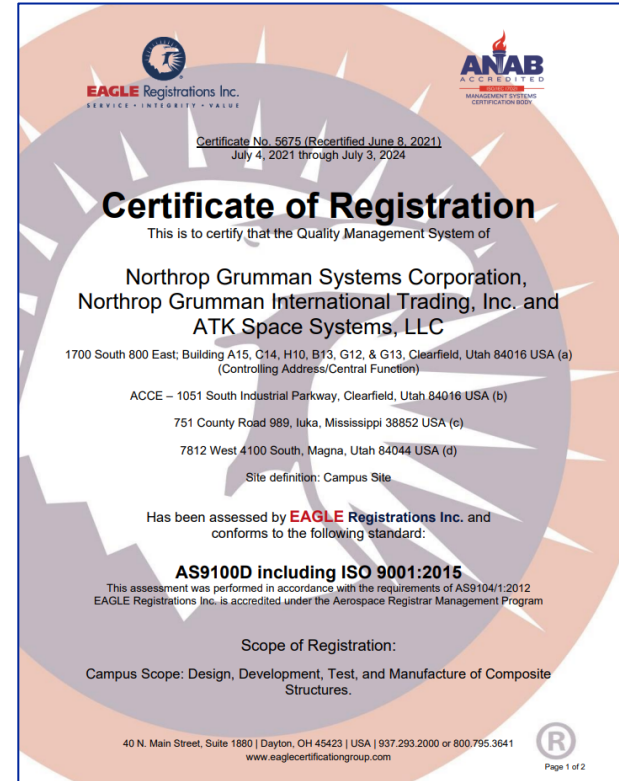 EAGLE Registrations Inc.
SERVICE • INTEGRITY • VALUE
ANAB
ACCREDITED
ISO/IEC 17021
MANAGEMENT SYSTEMS
CERTIFICATION BODY
Certificate No. 5675 (Recertified June 8, 2021)
July 4, 2021 through July 3, 2024
Certificate of Registration
This is to certify that the Quality Management System of
Northrop Grumman Systems Corporation,
Northrop Grumman International Trading, Inc. and
ATK Space Systems, LLC
1700 South 800 East; Building A15, C14, H10, B13, G12, & G13, Clearfield, Utah 84016 USA (a)
(Controlling Address/Central Function)
ACCE – 1051 South Industrial Parkway, Clearfield, Utah 84016 USA (b)
751 County Road 989, Iuka, Mississippi 38852 USA (c)
7812 West 4100 South, Magna, Utah 84044 USA (d)
Site definition: Campus Site
Has been assessed by EAGLE Registrations Inc. and
conforms to the following standard:
AS9100D including ISO 9001:2015
This assessment was performed in accordance with the requirements of AS9104/1:2012
EAGLE Registrations Inc. is accredited under the Aerospace Registrar Management Program
Scope of Registration:
Campus Scope: Design, Development, Test, and Manufacture of Composite
Structures.
40 N. Main Street, Suite 1880 | Dayton, OH 45423 | USA | 937.293.2000 or 800.795.3641
www.eaglecertificationgroup.com
®
Page 1 of 2